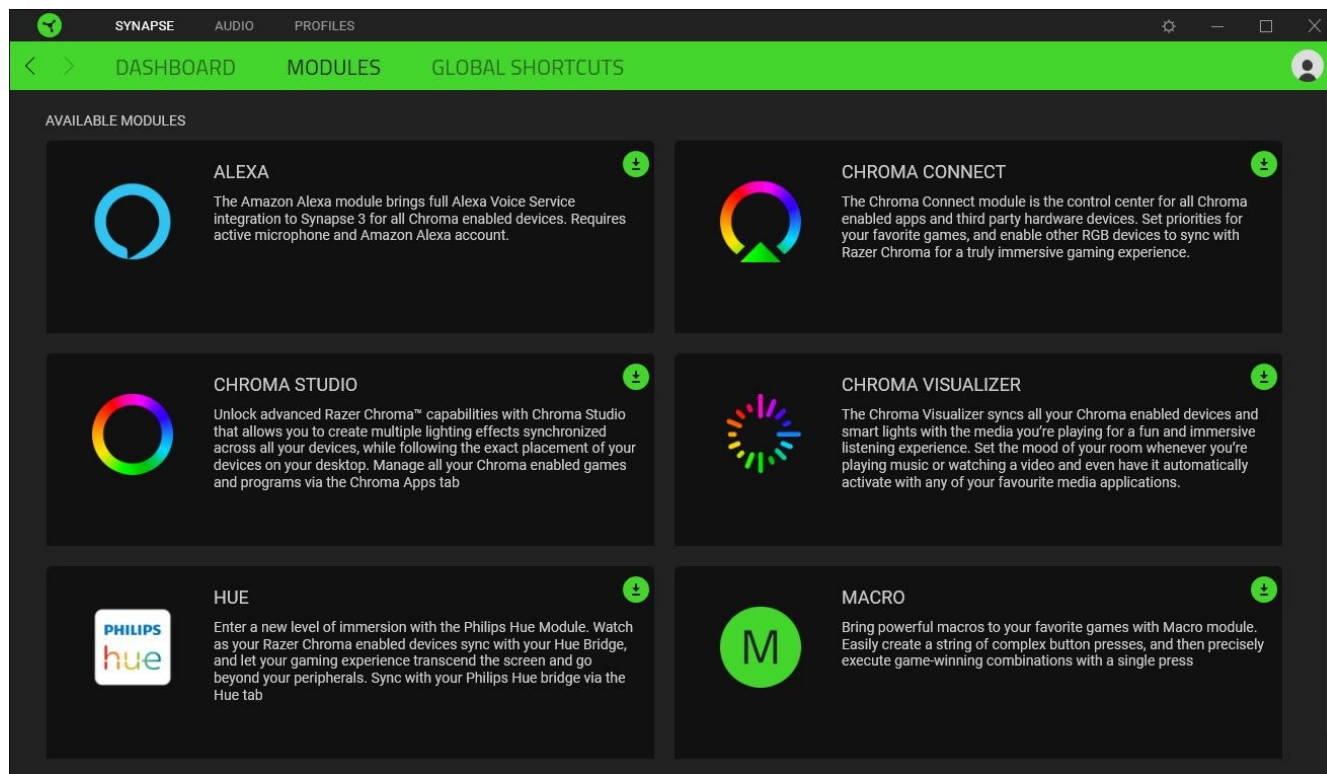 SYNAPSE AUDIO PROFILES
DASHBOARD MODULES GLOBAL SHORTCUTS
AVAILABLE MODULES
ALEXA
The Amazon Alexa module brings full Alexa Voice Service
integration to Synapse 3 for all Chroma enabled devices. Requires
active microphone and Amazon Alexa account.
CHROMA CONNECT
The Chroma Connect module is the control center for all Chroma
enabled apps and third party hardware devices. Set priorities for
your favorite games, and enable other RGB devices to sync with
Razer Chroma for a truly immersive gaming experience.
CHROMA STUDIO
Unlock advanced Razer Chroma™ capabilities with Chroma Studio
that allows you to create multiple lighting effects synchronized
across all your devices, while following the exact placement of your
devices on your desktop. Manage all your Chroma enabled games
and programs via the Chroma Apps tab
CHROMA VISUALIZER
The Chroma Visualizer syncs all your Chroma enabled devices and
smart lights with the media you're playing for a fun and immersive
listening experience. Set the mood of your room whenever you're
playing music or watching a video and even have it automatically
activate with any of your favourite media applications.
PHILIPS
hue
HUE
Enter a new level of immersion with the Philips Hue Module. Watch
as your Razer Chroma enabled devices sync with your Hue Bridge,
and let your gaming experience transcend the screen and go
beyond your peripherals. Sync with your Philips Hue bridge via the
Hue tab
M
MACRO
Bring powerful macros to your favorite games with Macro module.
Easily create a string of complex button presses, and then precisely
execute game-winning combinations with a single press